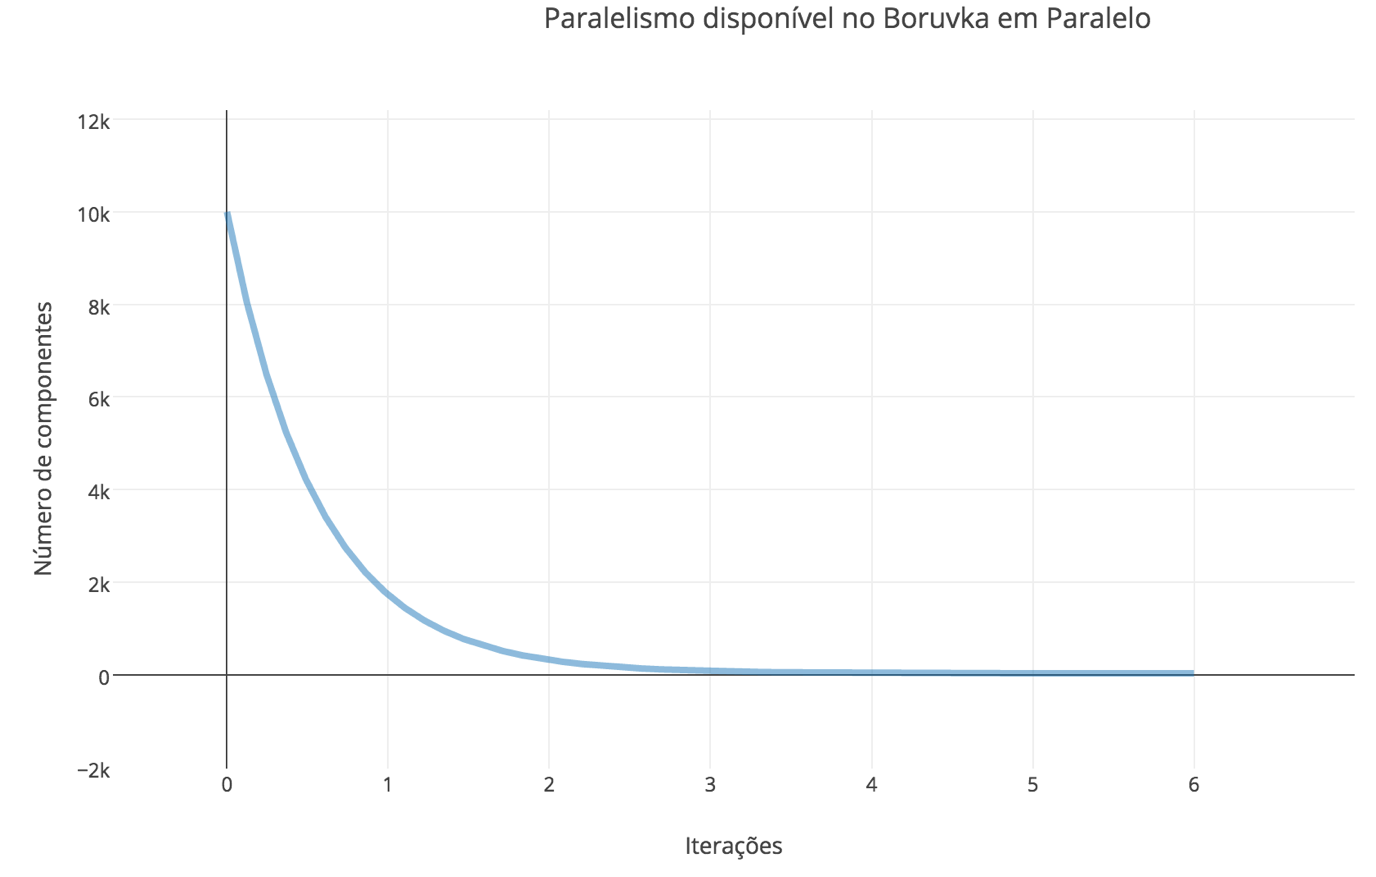 Paralelismo disponível no Boruvka em Paralelo
12k
10k
8k
6k
4k
2k
0
−2k
Número de componentes
0 1 2 3 4 5 6
Iterações